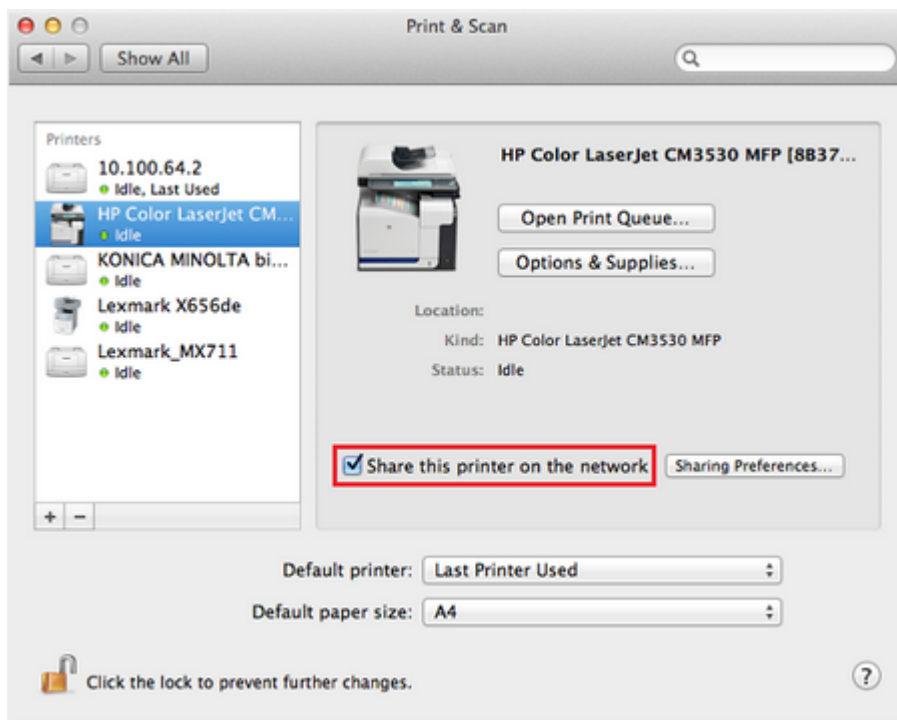 Print & Scan
Show All
Printers
10.100.64.2
Idle, Last Used
HP Color LaserJet CM...
Idle
KONICA MINOLTA bi...
Idle
Lexmark X656de
Idle
Lexmark_MX711
Idle
+ −
HP Color LaserJet CM3530 MFP [8B37...
Open Print Queue...
Options & Supplies...
Location:
Kind: HP Color LaserJet CM3530 MFP
Status: Idle
Share this printer on the network
Sharing Preferences...
Default printer: Last Printer Used
Default paper size: A4
Click the lock to prevent further changes.
?